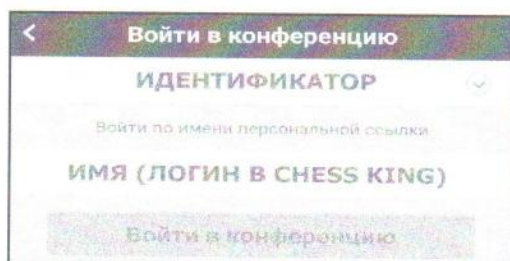 Войти в конференцию
ИДЕНТИФИКАТОР
Войти по имени персональной ссылки
ИМЯ (ЛОГИН В CHESS KING)
Войти в конференцию